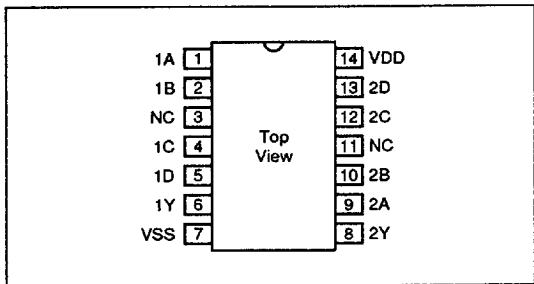 1A 1 14 VDD
1B 2 13 2D
NC 3 12 2C
Top
View
1C 4 11 NC
1D 5 10 2B
1Y 6 9 2A
VSS 7 8 2Y